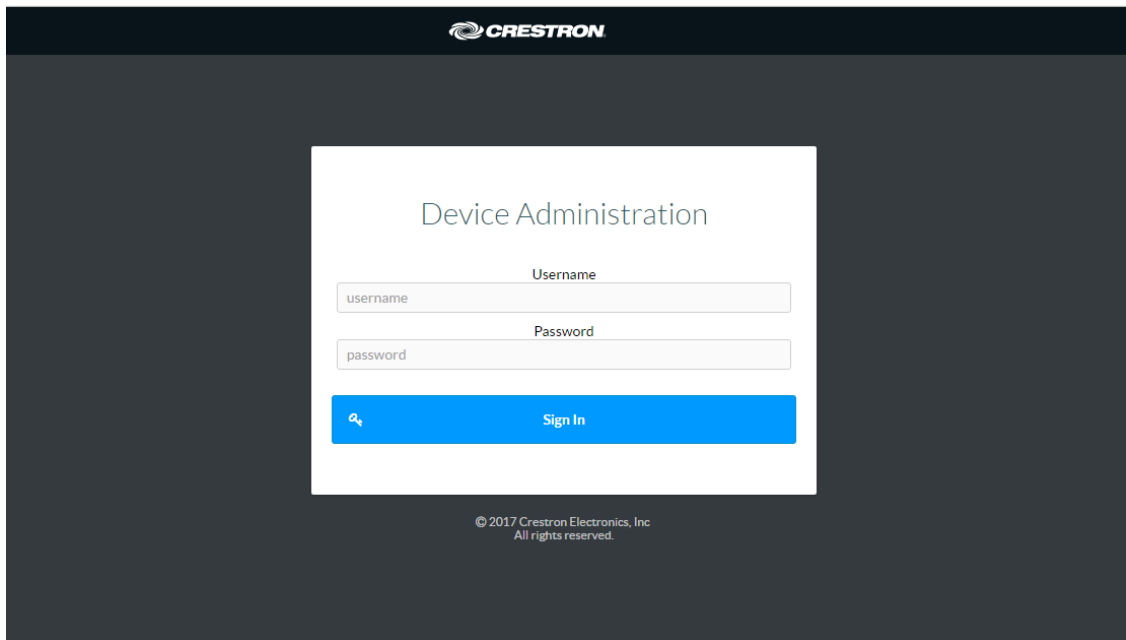 CRESTRON
Device Administration
Username
username
Password
password
Sign In
© 2017 Crestron Electronics, Inc
All rights reserved.